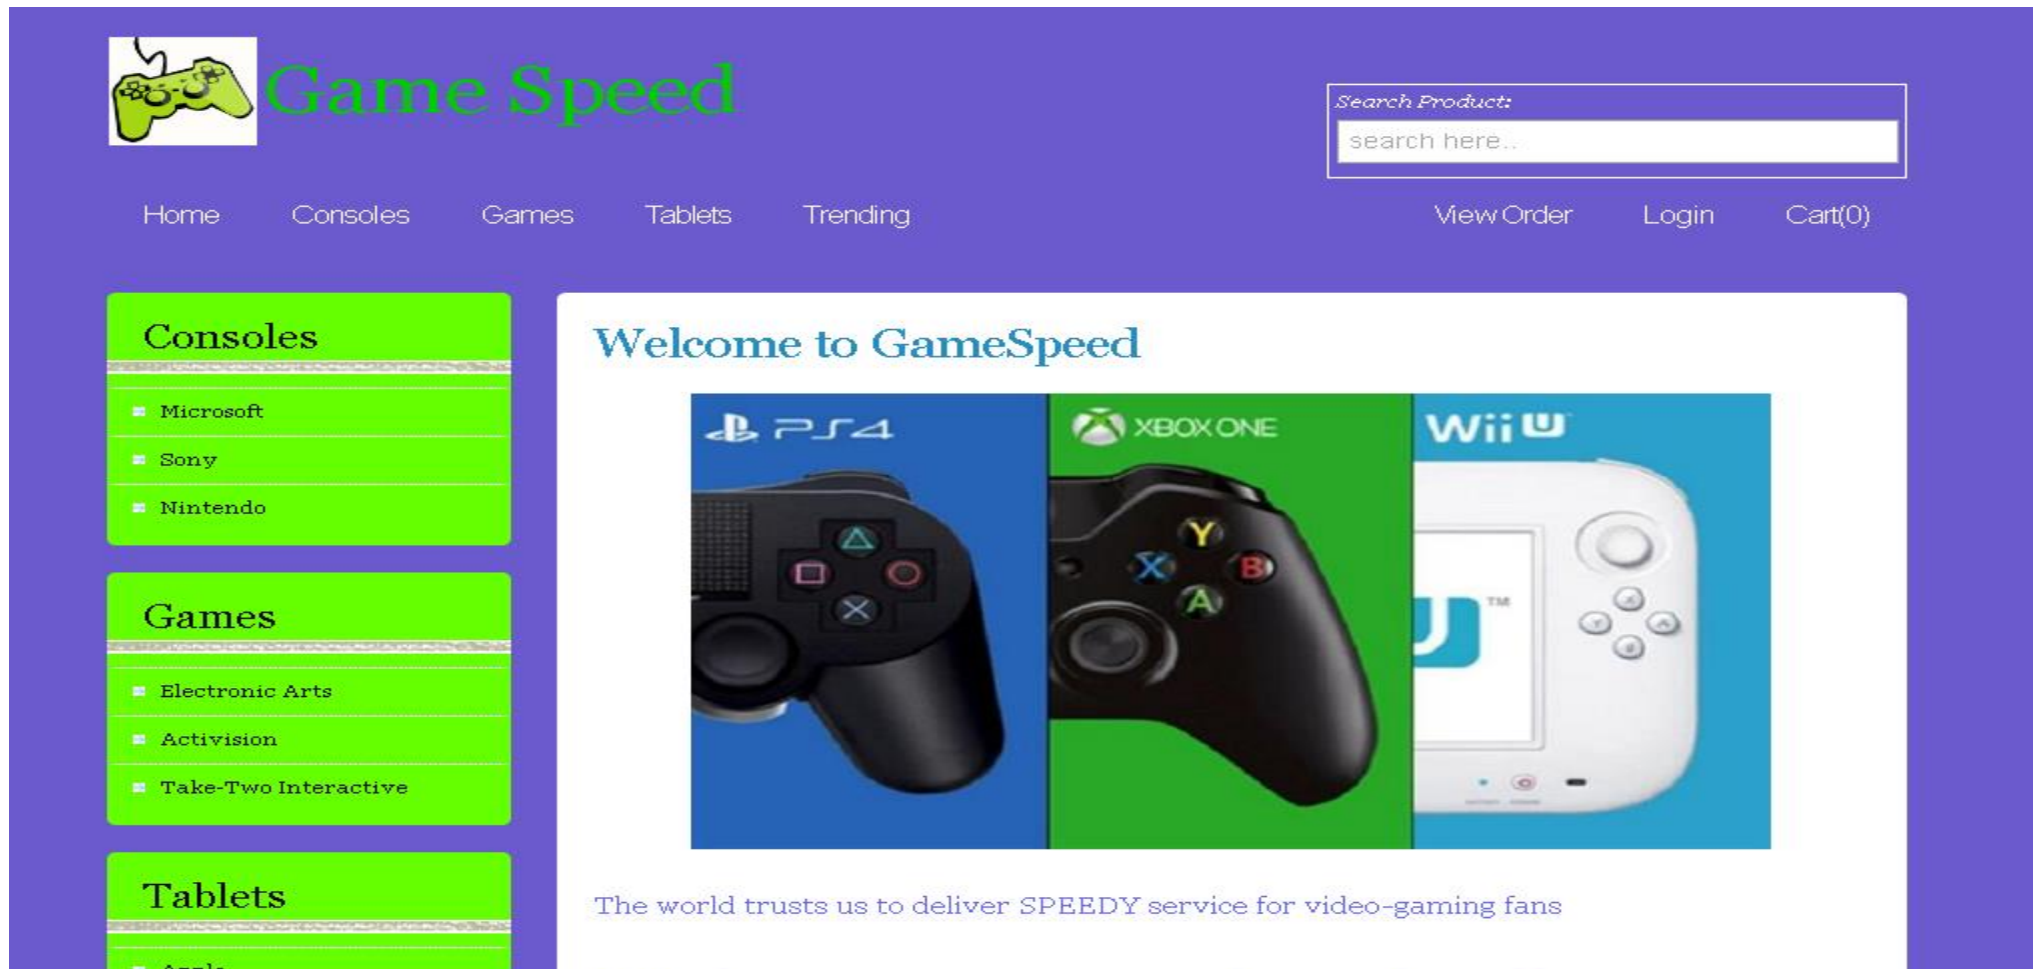 Game Speed
Search Product:
search here..
Home Consoles Games Tablets Trending View Order Login Cart(0)
Consoles
Microsoft
Sony
Nintendo
Games
Electronic Arts
Activision
Take-Two Interactive
Tablets
Welcome to GameSpeed
PS4
XBOX ONE
Wii U
Y
X
B
A
U
TM
The world trusts us to deliver SPEEDY service for video-gaming fans